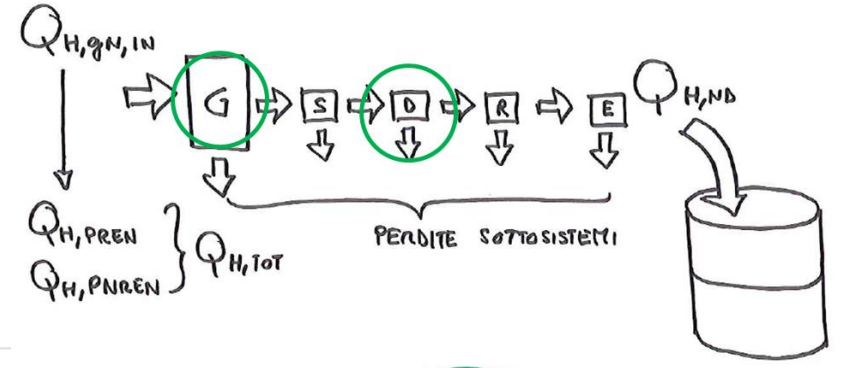 QH,gN,IN
G
S
D
R
E
QH,ND
QH,PREN
QH,PNREN
QH,TOT
PERDITE SOTTOSISTEMI